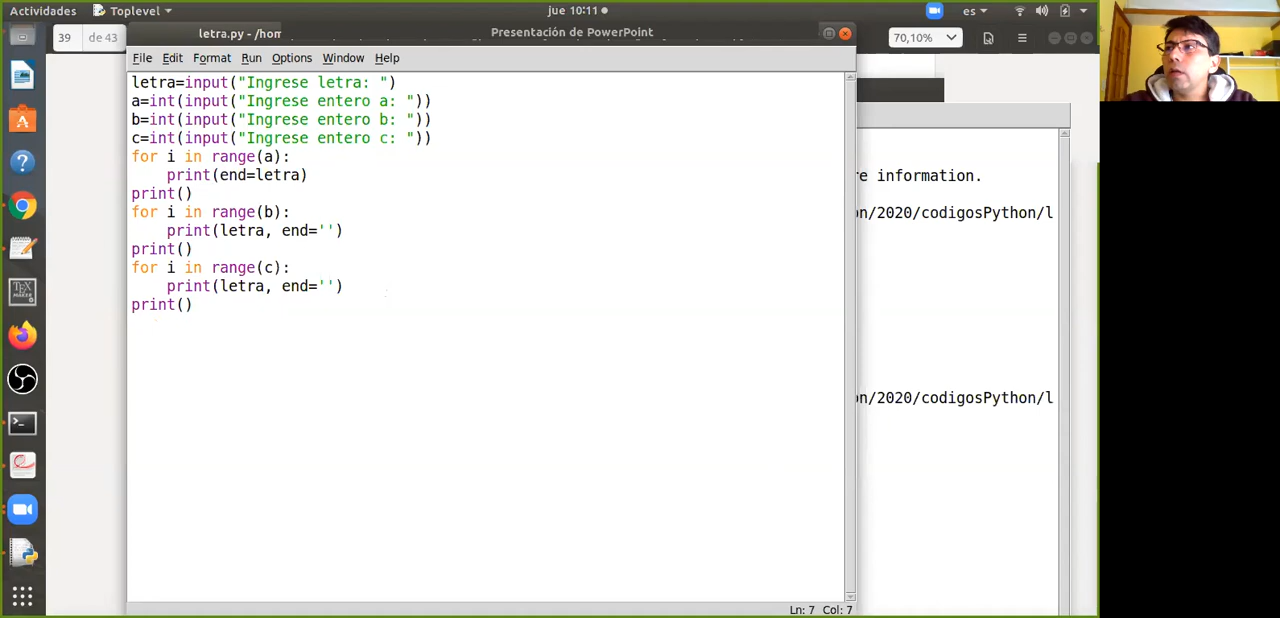 Actividades
Toplevel
jue 10:11
es
39
de 43
letra.py - /hom
Presentación de PowerPoint
70,10%
File Edit Format Run Options Window Help
letra=input("Ingrese letra: ")
a=int(input("Ingrese entero a: "))
b=int(input("Ingrese entero b: "))
c=int(input("Ingrese entero c: "))
for i in range(a):
    print(end=letra)
print()
for i in range(b):
    print(letra, end='')
print()
for i in range(c):
    print(letra, end='')
print()
re information.
on/2020/codigosPython/l
on/2020/codigosPython/l
Ln: 7 Col: 7